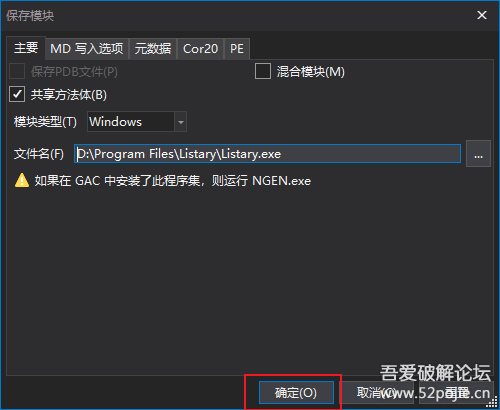 保存模块
主要 MD 写入选项 元数据 Cor20 PE
保存PDB文件(P) 混合模块(M)
共享方法体(B)
模块类型(T) Windows
文件名(F) D:\Program Files\Listary\Listary.exe ...
如果在 GAC 中安装了此程序集，则运行 NGEN.exe
吾爱破解论坛
确定(O) 取消(C)
www.52pojie.cn